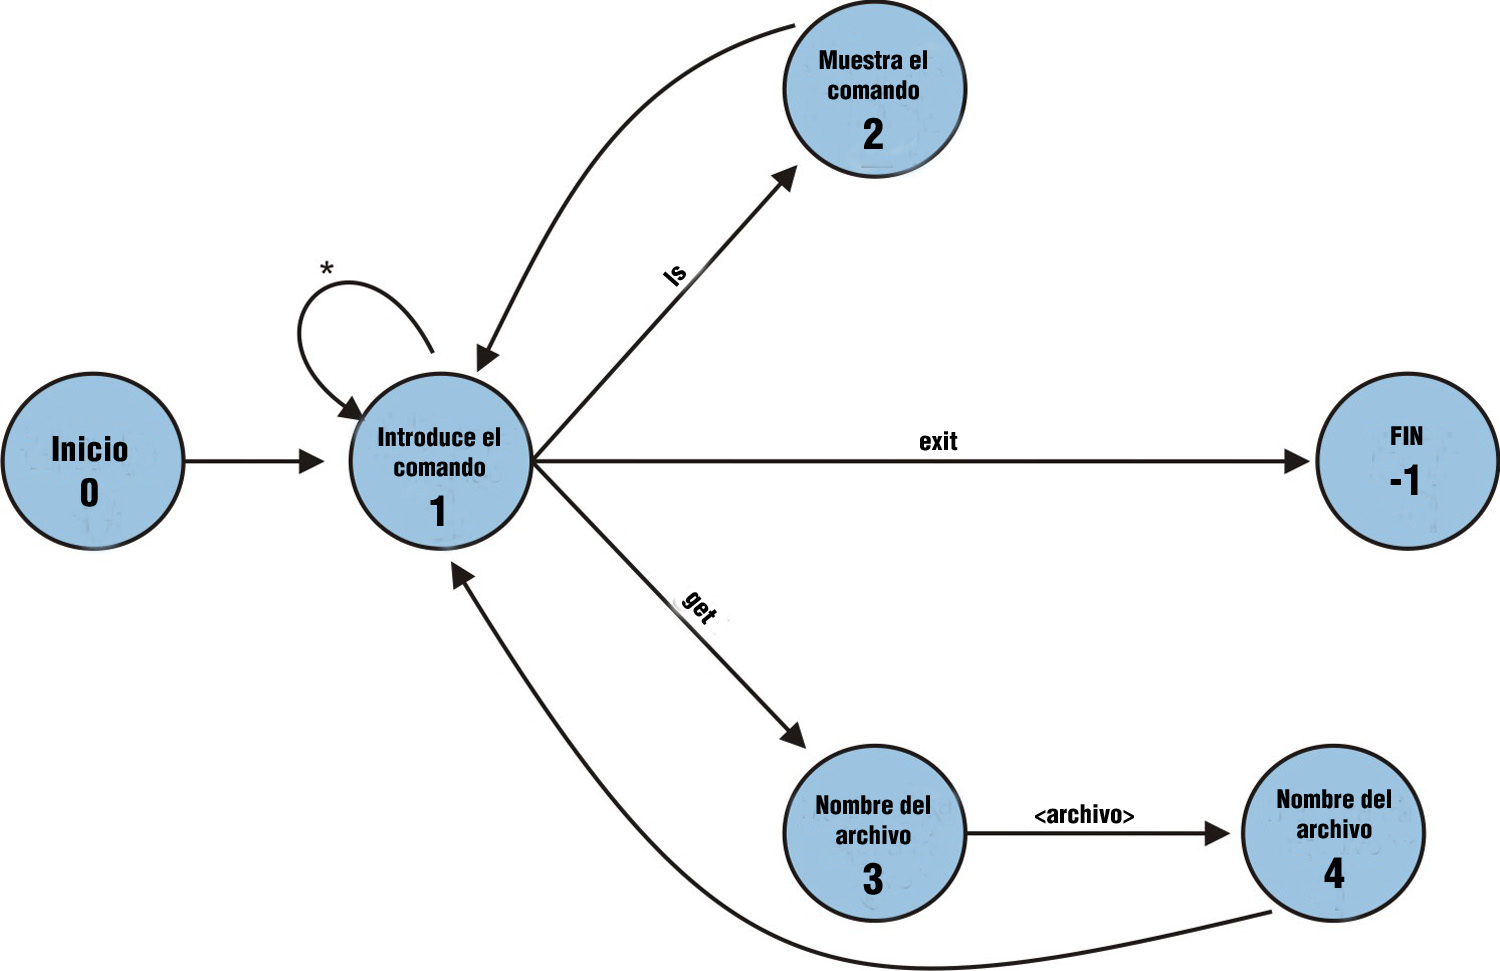 Muestra el
comando
2
ls
*
Inicio
0
Introduce el
comando
1
exit
FIN
-1
get
Nombre del
archivo
3
<archivo>
Nombre del
archivo
4